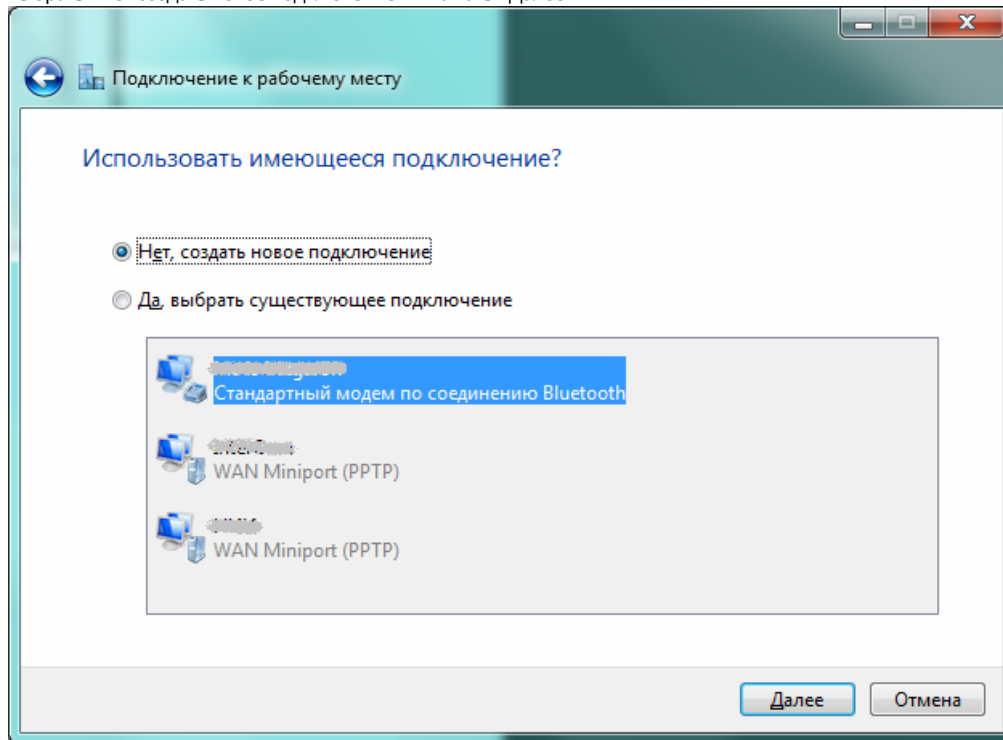 Подключение к рабочему месту
Использовать имеющееся подключение?
Нет, создать новое подключение
Да, выбрать существующее подключение
Стандартный модем по соединению Bluetooth
WAN Miniport (PPTP)
WAN Miniport (PPTP)
Далее
Отмена